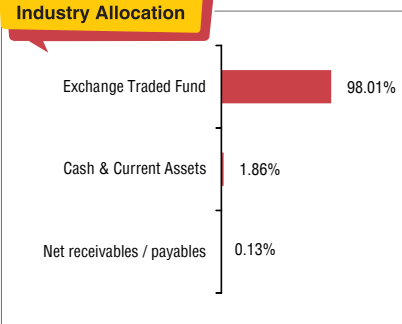 Industry Allocation
Exchange Traded Fund 98.01%
Cash & Current Assets 1.86%
Net receivables / payables 0.13%